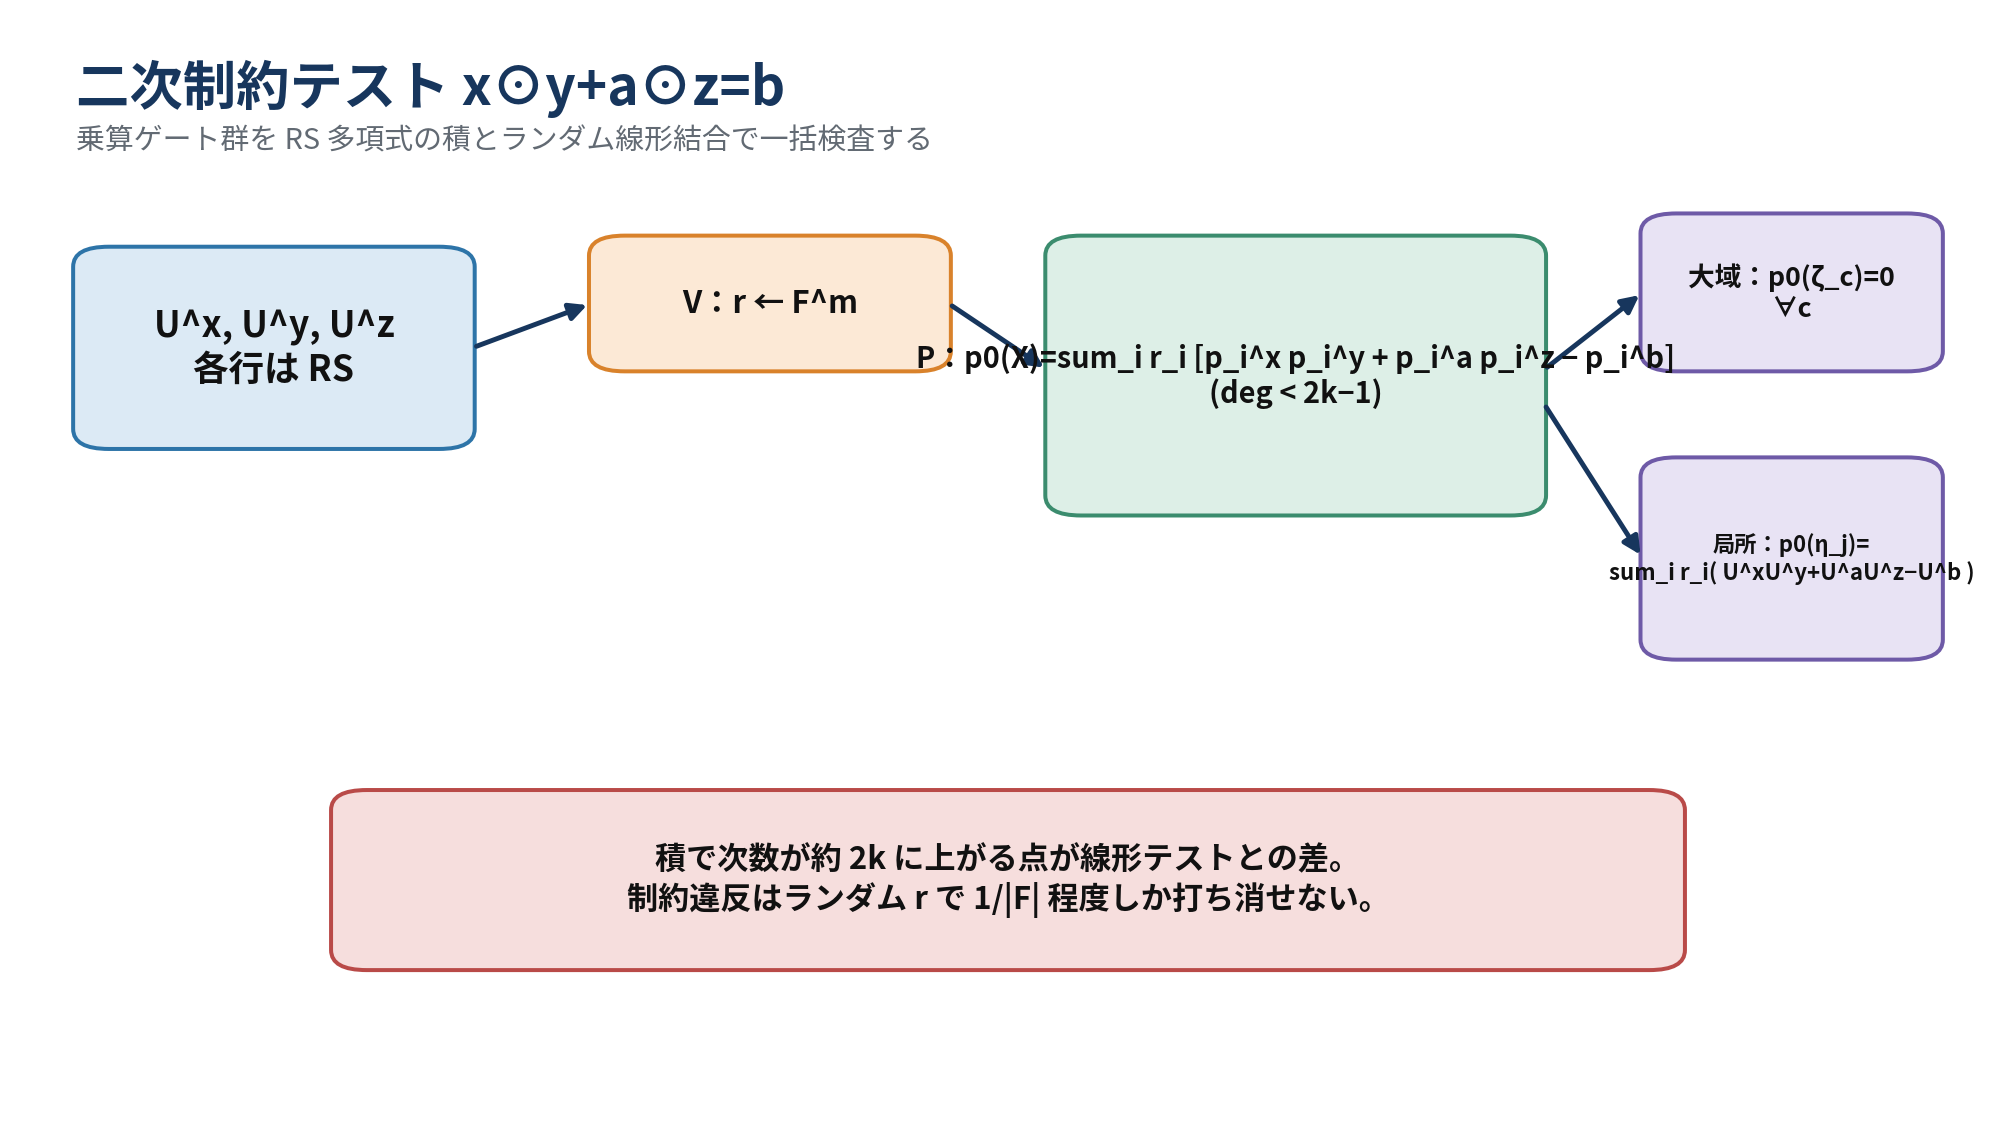 二次制約テスト x⊙y+a⊙z=b
乗算ゲート群を RS 多項式の積とランダム線形結合で一括検査する
U^x, U^y, U^z
各行は RS
V：r ← F^m
P：p0(X)=sum_i r_i [p_i^x p_i^y + p_i^a p_i^z − p_i^b]
(deg < 2k−1)
大域：p0(ζ_c)=0
∀c
局所：p0(η_j)=
sum_i r_i( U^xU^y+U^aU^z−U^b )
積で次数が約 2k に上がる点が線形テストとの差。
制約違反はランダム r で 1/|F| 程度しか打ち消せない。